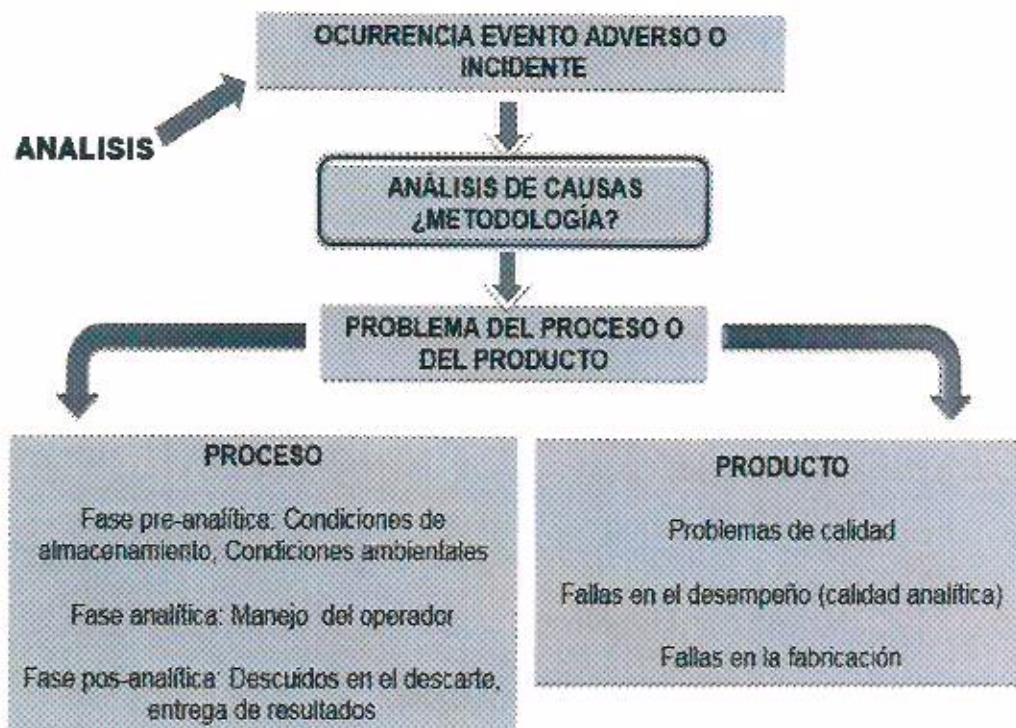 OCURRENCIA EVENTO ADVERSO O
INCIDENTE
ANALISIS
ANÁLISIS DE CAUSAS
¿METODOLOGÍA?
PROBLEMA DEL PROCESO O
DEL PRODUCTO
PROCESO
Fase pre-analítica: Condiciones de
almacenamiento, Condiciones ambientales
Fase analítica: Manejo del operador
Fase pos-analítica: Descuidos en el descarte,
entrega de resultados
PRODUCTO
Problemas de calidad
Fallas en el desempeño (calidad analítica)
Fallas en la fabricación